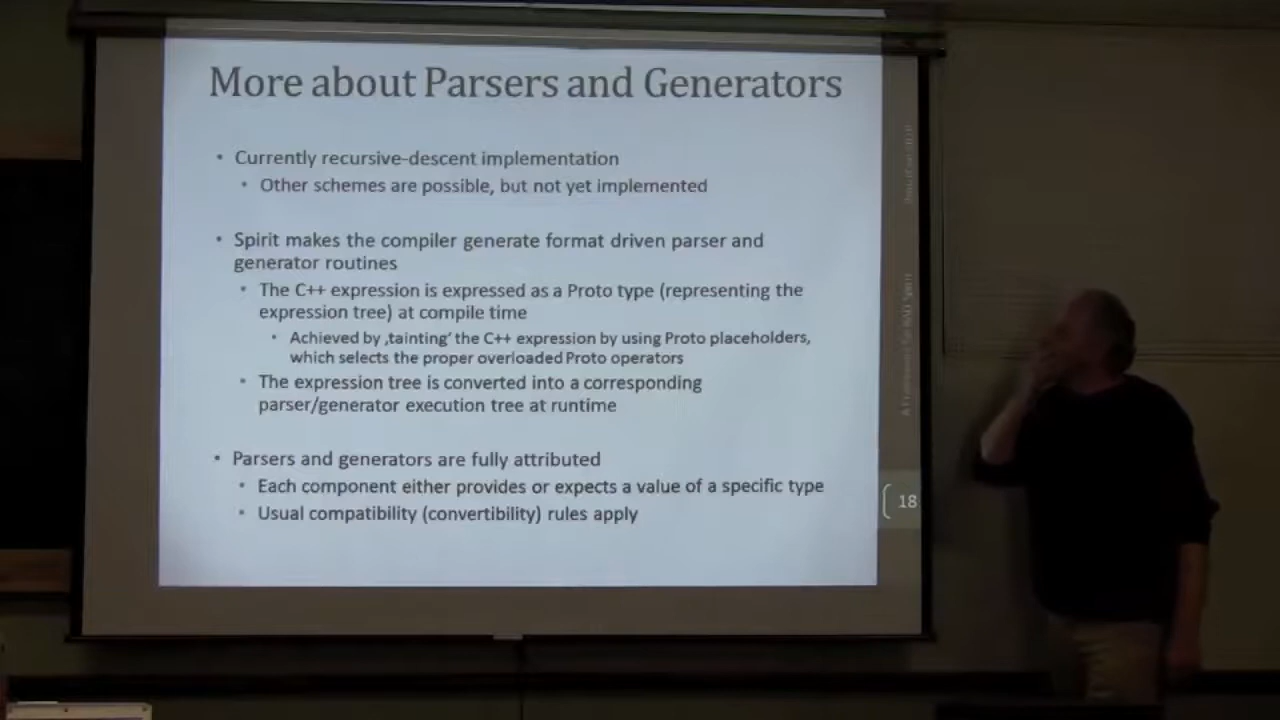 More about Parsers and Generators
• Currently recursive-descent implementation
• Other schemes are possible, but not yet implemented
• Spirit makes the compiler generate format driven parser and
generator routines
• The C++ expression is expressed as a Proto type (representing the
expression tree) at compile time
• Achieved by ‚tainting‘ the C++ expression by using Proto placeholders,
which selects the proper overloaded Proto operators
• The expression tree is converted into a corresponding
parser/generator execution tree at runtime
• Parsers and generators are fully attributed
• Each component either provides or expects a value of a specific type
• Usual compatibility (convertibility) rules apply
18